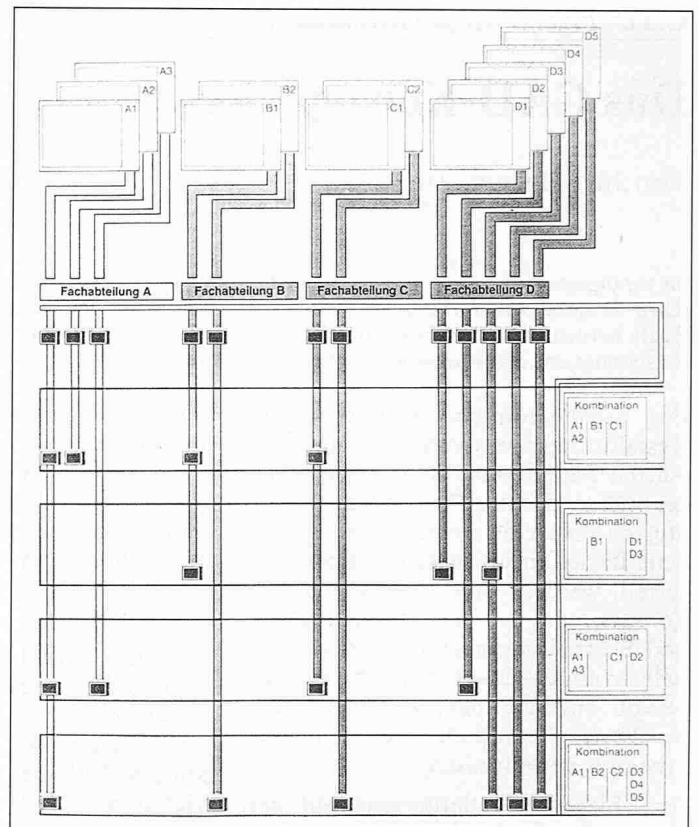 A3
A2
A1
B2
B1
C2
C1
D5
D4
D3
D2
D1
Fachabteilung A
Fachabteilung B
Fachabteilung C
Fachabteilung D
Kombination
A1 B1 C1
A2
Kombination
B1 D1
D3
Kombination
A1 C1 D2
A3
Kombination
A1 B2 C2 D3
D4
D5